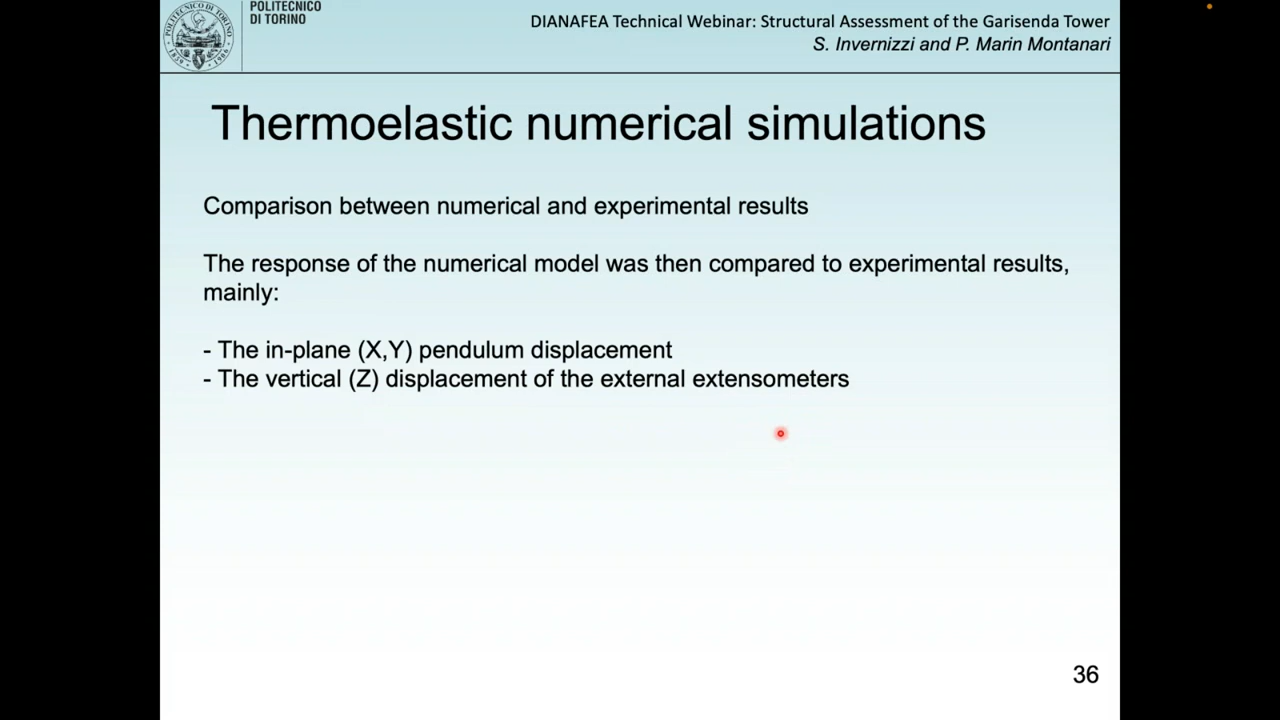 POLITECNICO
DI TORINO
DIANAFEA Technical Webinar: Structural Assessment of the Garisenda Tower
S. Invernizzi and P. Marin Montanari
Thermoelastic numerical simulations
Comparison between numerical and experimental results
The response of the numerical model was then compared to experimental results,
mainly:
- The in-plane (X,Y) pendulum displacement
- The vertical (Z) displacement of the external extensometers
36